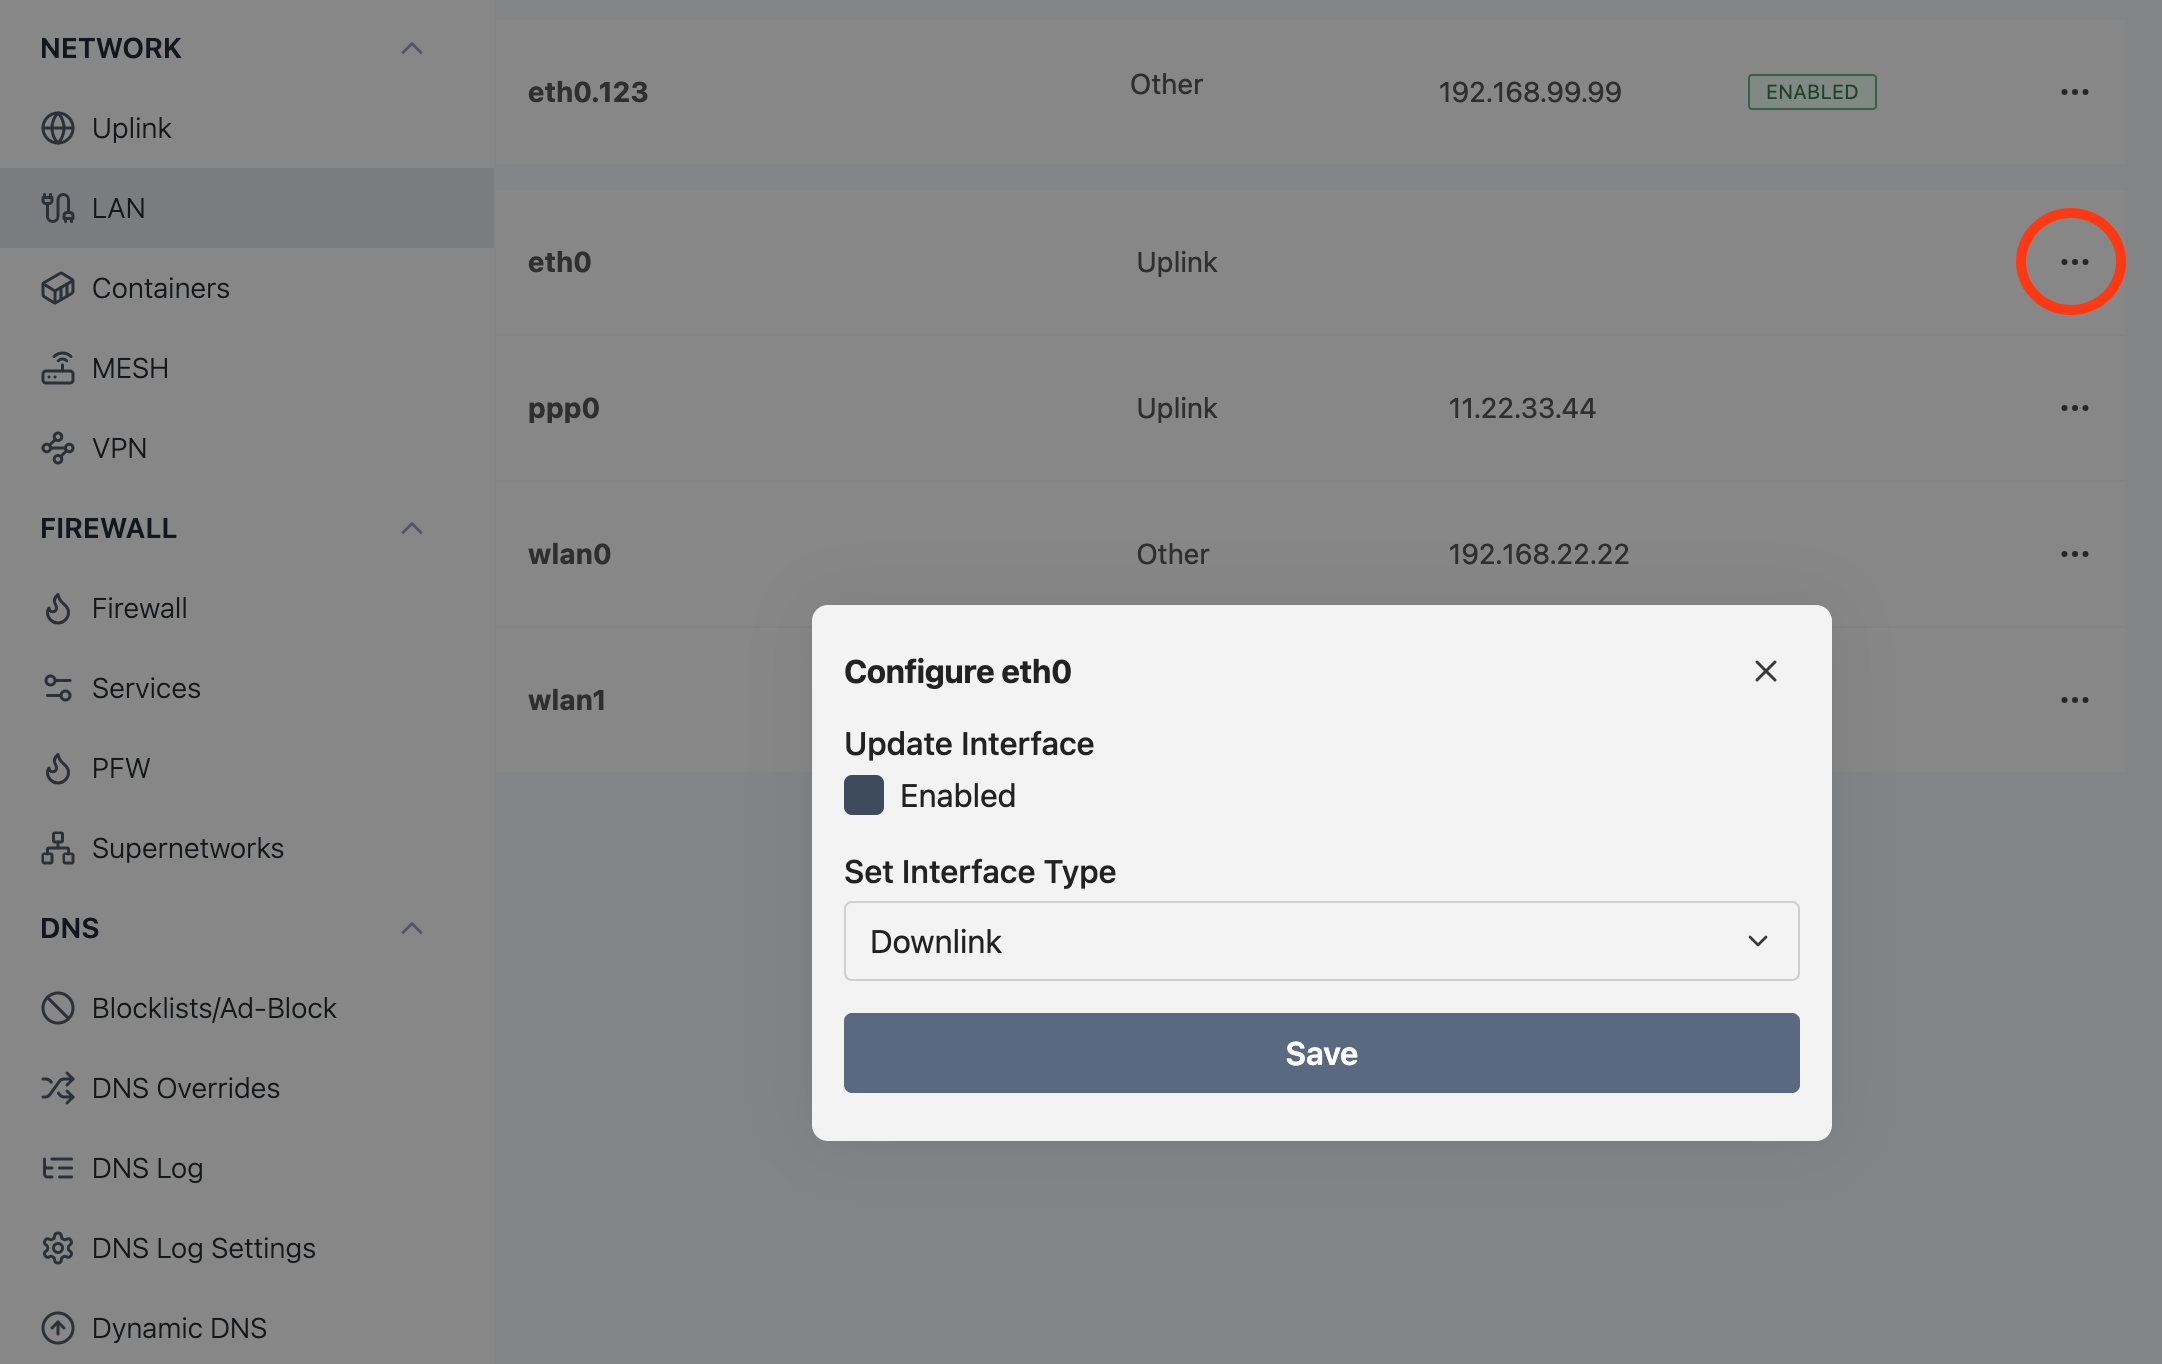 NETWORK
Uplink
LAN
Containers
MESH
VPN
FIREWALL
Firewall
Services
PFW
Supernetworks
DNS
Blocklists/Ad-Block
DNS Overrides
DNS Log
DNS Log Settings
Dynamic DNS
eth0.123 Other 192.168.99.99 ENABLED
eth0 Uplink
ppp0 Uplink 11.22.33.44
wlan0 Other 192.168.22.22
wlan1
Configure eth0
Update Interface
Enabled
Set Interface Type
Downlink
Save